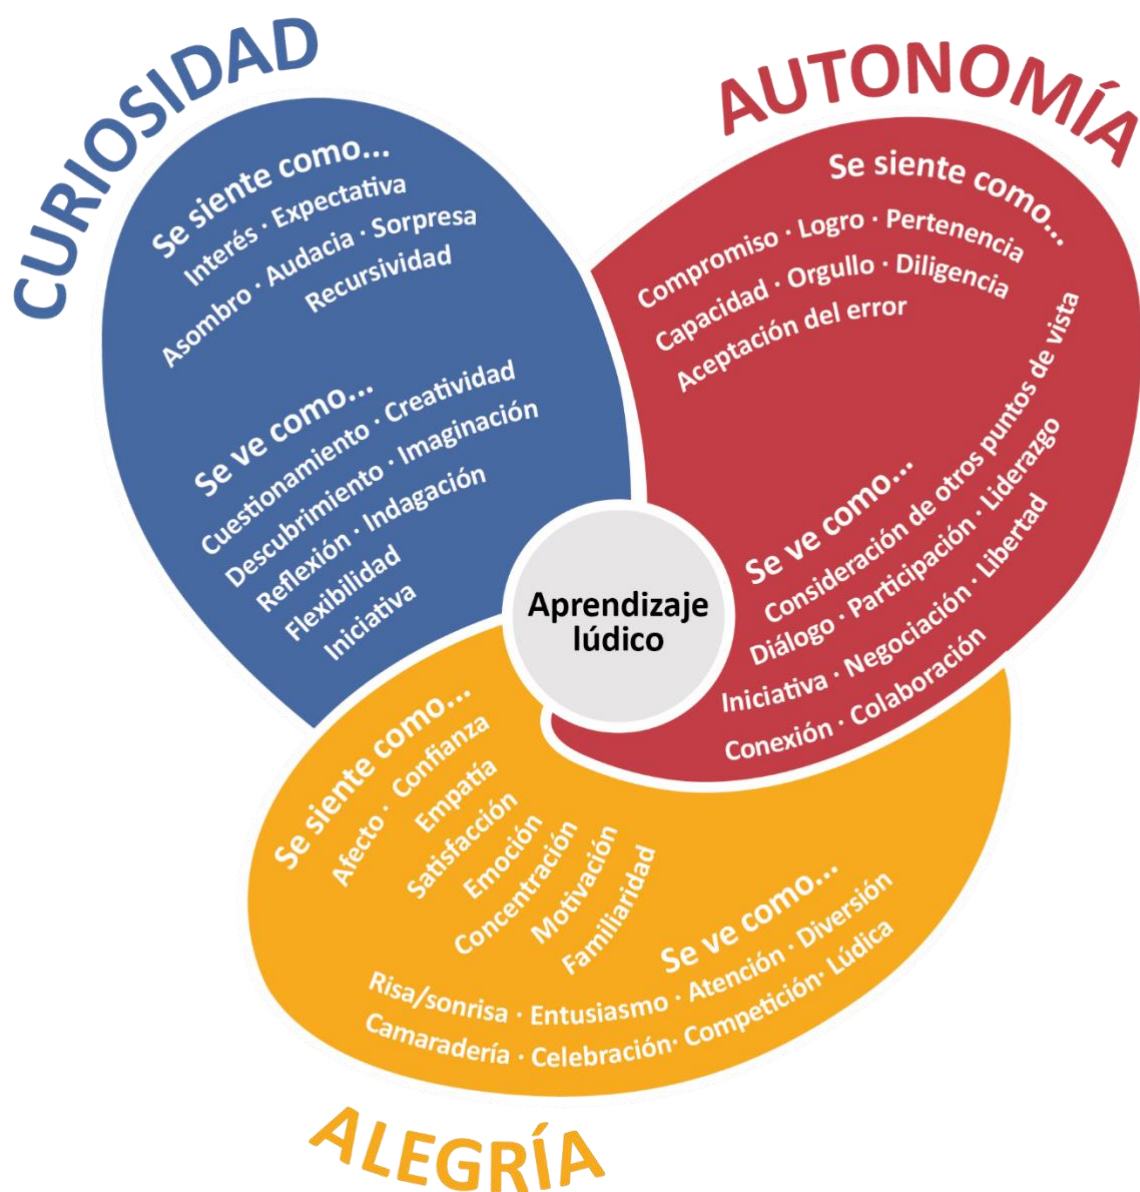 CURIOSIDAD
Se siente como...
Interés · Expectativa
Asombro · Audacia · Sorpresa
Recursividad
Se ve como...
Cuestionamiento · Creatividad
Descubrimiento · Imaginación
Reflexión · Indagación
Flexibilidad
Iniciativa
AUTONOMÍA
Se siente como...
Compromiso · Logro · Pertenencia
Capacidad · Orgullo · Diligencia
Aceptación del error
Se ve como...
Consideración de otros puntos de vista
Diálogo · Participación · Liderazgo
Iniciativa · Negociación · Libertad
Conexión · Colaboración
Aprendizaje
lúdico
Se siente como...
Afecto · Confianza
Empatía
Satisfacción
Emoción
Concentración
Motivación
Familiaridad
Se ve como...
Risa/sonrisa · Entusiasmo · Atención · Diversión
Camaradería · Celebración· Competición· Lúdica
ALEGRÍA